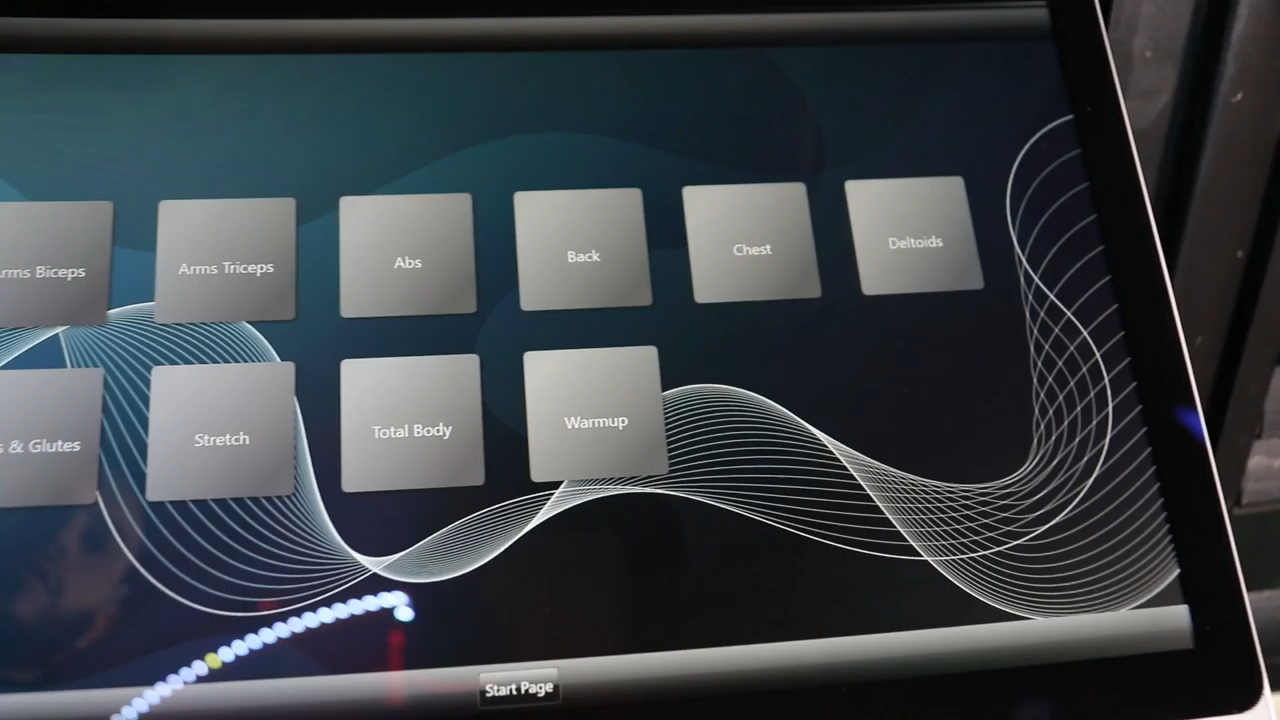 rms Biceps
Arms Triceps
Abs
Back
Chest
Deltoids
s & Glutes
Stretch
Total Body
Warmup
Start Page